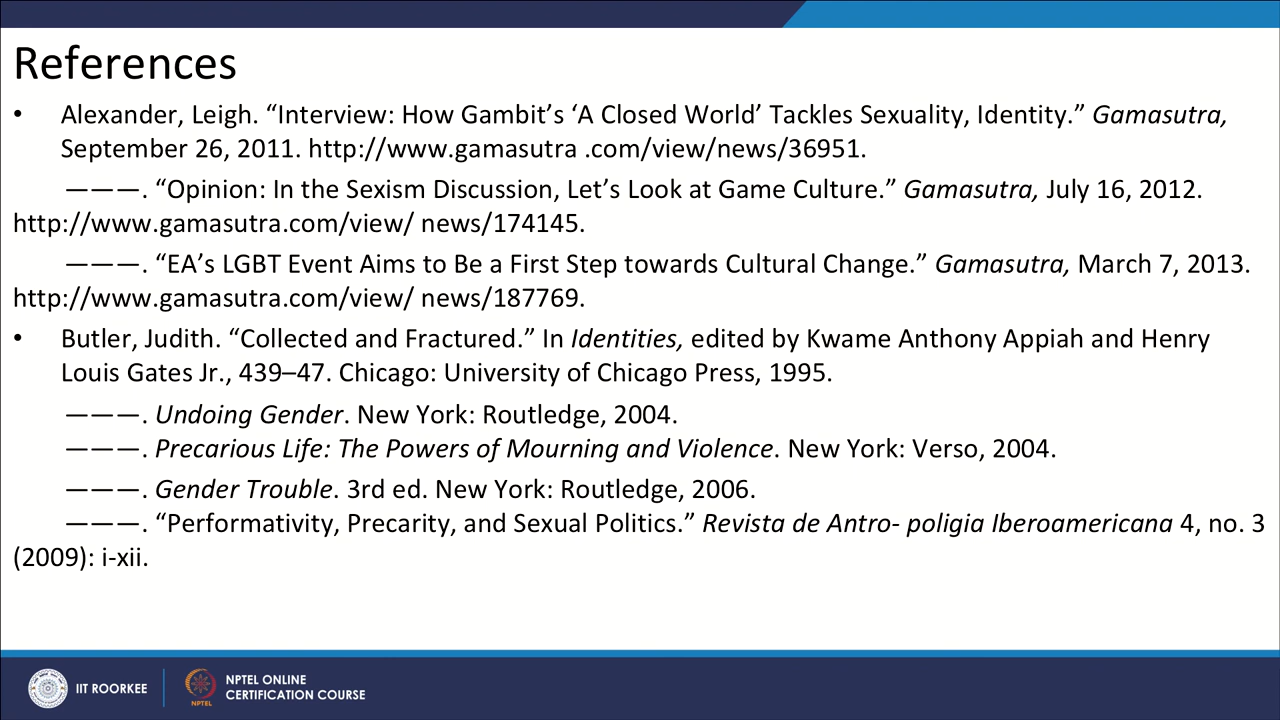 References
• Alexander, Leigh. “Interview: How Gambit’s ‘A Closed World’ Tackles Sexuality, Identity.” Gamasutra,
September 26, 2011. http://www.gamasutra .com/view/news/36951.
———. “Opinion: In the Sexism Discussion, Let’s Look at Game Culture.” Gamasutra, July 16, 2012.
http://www.gamasutra.com/view/ news/174145.
———. “EA’s LGBT Event Aims to Be a First Step towards Cultural Change.” Gamasutra, March 7, 2013.
http://www.gamasutra.com/view/ news/187769.
• Butler, Judith. “Collected and Fractured.” In Identities, edited by Kwame Anthony Appiah and Henry
Louis Gates Jr., 439–47. Chicago: University of Chicago Press, 1995.
———. Undoing Gender. New York: Routledge, 2004.
———. Precarious Life: The Powers of Mourning and Violence. New York: Verso, 2004.
———. Gender Trouble. 3rd ed. New York: Routledge, 2006.
———. “Performativity, Precarity, and Sexual Politics.” Revista de Antro- poligia Iberoamericana 4, no. 3
(2009): i-xii.
IIT ROORKEE
NPTEL
NPTEL ONLINE
CERTIFICATION COURSE